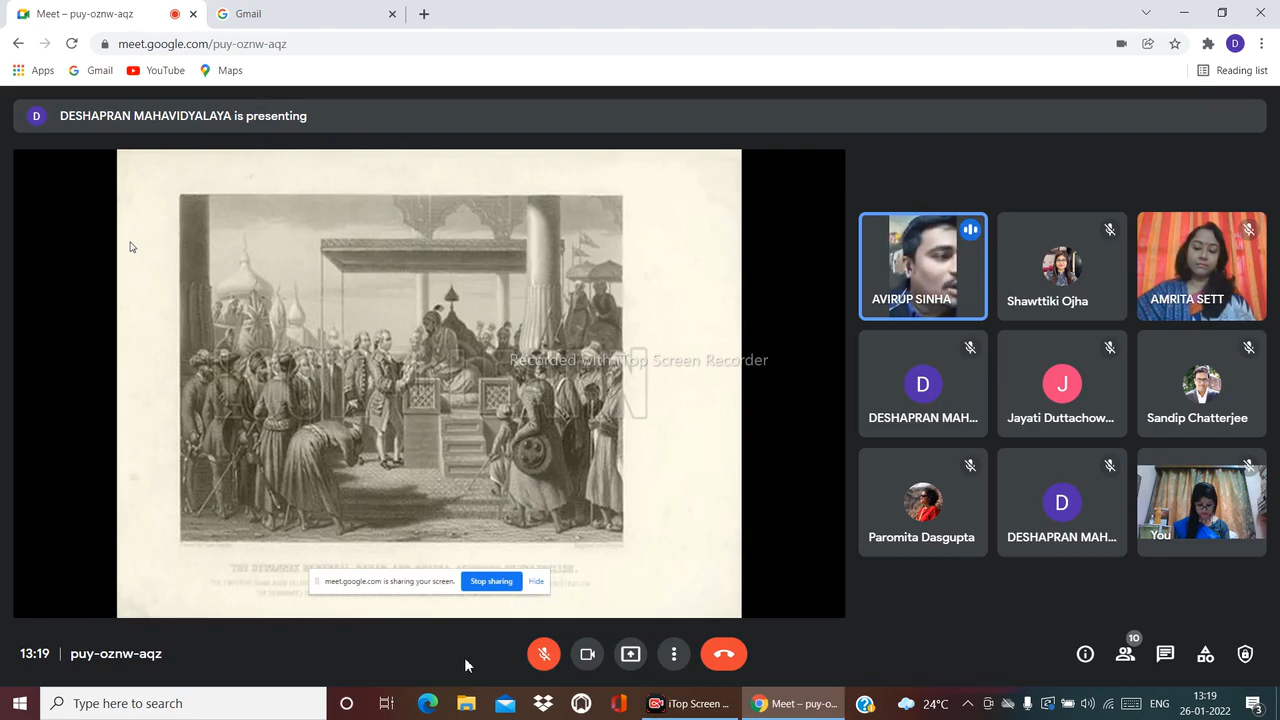 Meet – puy-oznw-aqz
Gmail
meet.google.com/puy-oznw-aqz
Apps
Gmail
YouTube
Maps
Reading list
D
DESHAPRAN MAHAVIDYALAYA is presenting
Recorded with iTop Screen Recorder
meet.google.com is sharing your screen.
Stop sharing
Hide
AVIRUP SINHA
Shawttiki Ojha
AMRITA SETT
D
DESHAPRAN MAH...
J
Jayati Duttachow...
Sandip Chatterjee
Paromita Dasgupta
D
DESHAPRAN MAH...
You
13:19 | puy-oznw-aqz
10
Type here to search
iTop Screen ...
Meet – puy-oznw-a...
24°C
ENG
13:19
26-01-2022
3